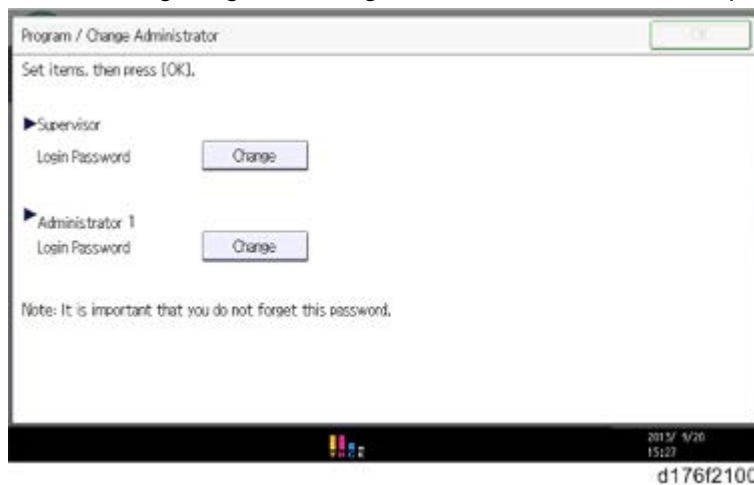 Program / Change Administrator
OK
Set items, then press [OK].
▶Supervisor
Login Password
Change
▶Administrator 1
Login Password
Change
Note: It is important that you do not forget this password.
2013/ 9/20
15:27
d176f2100